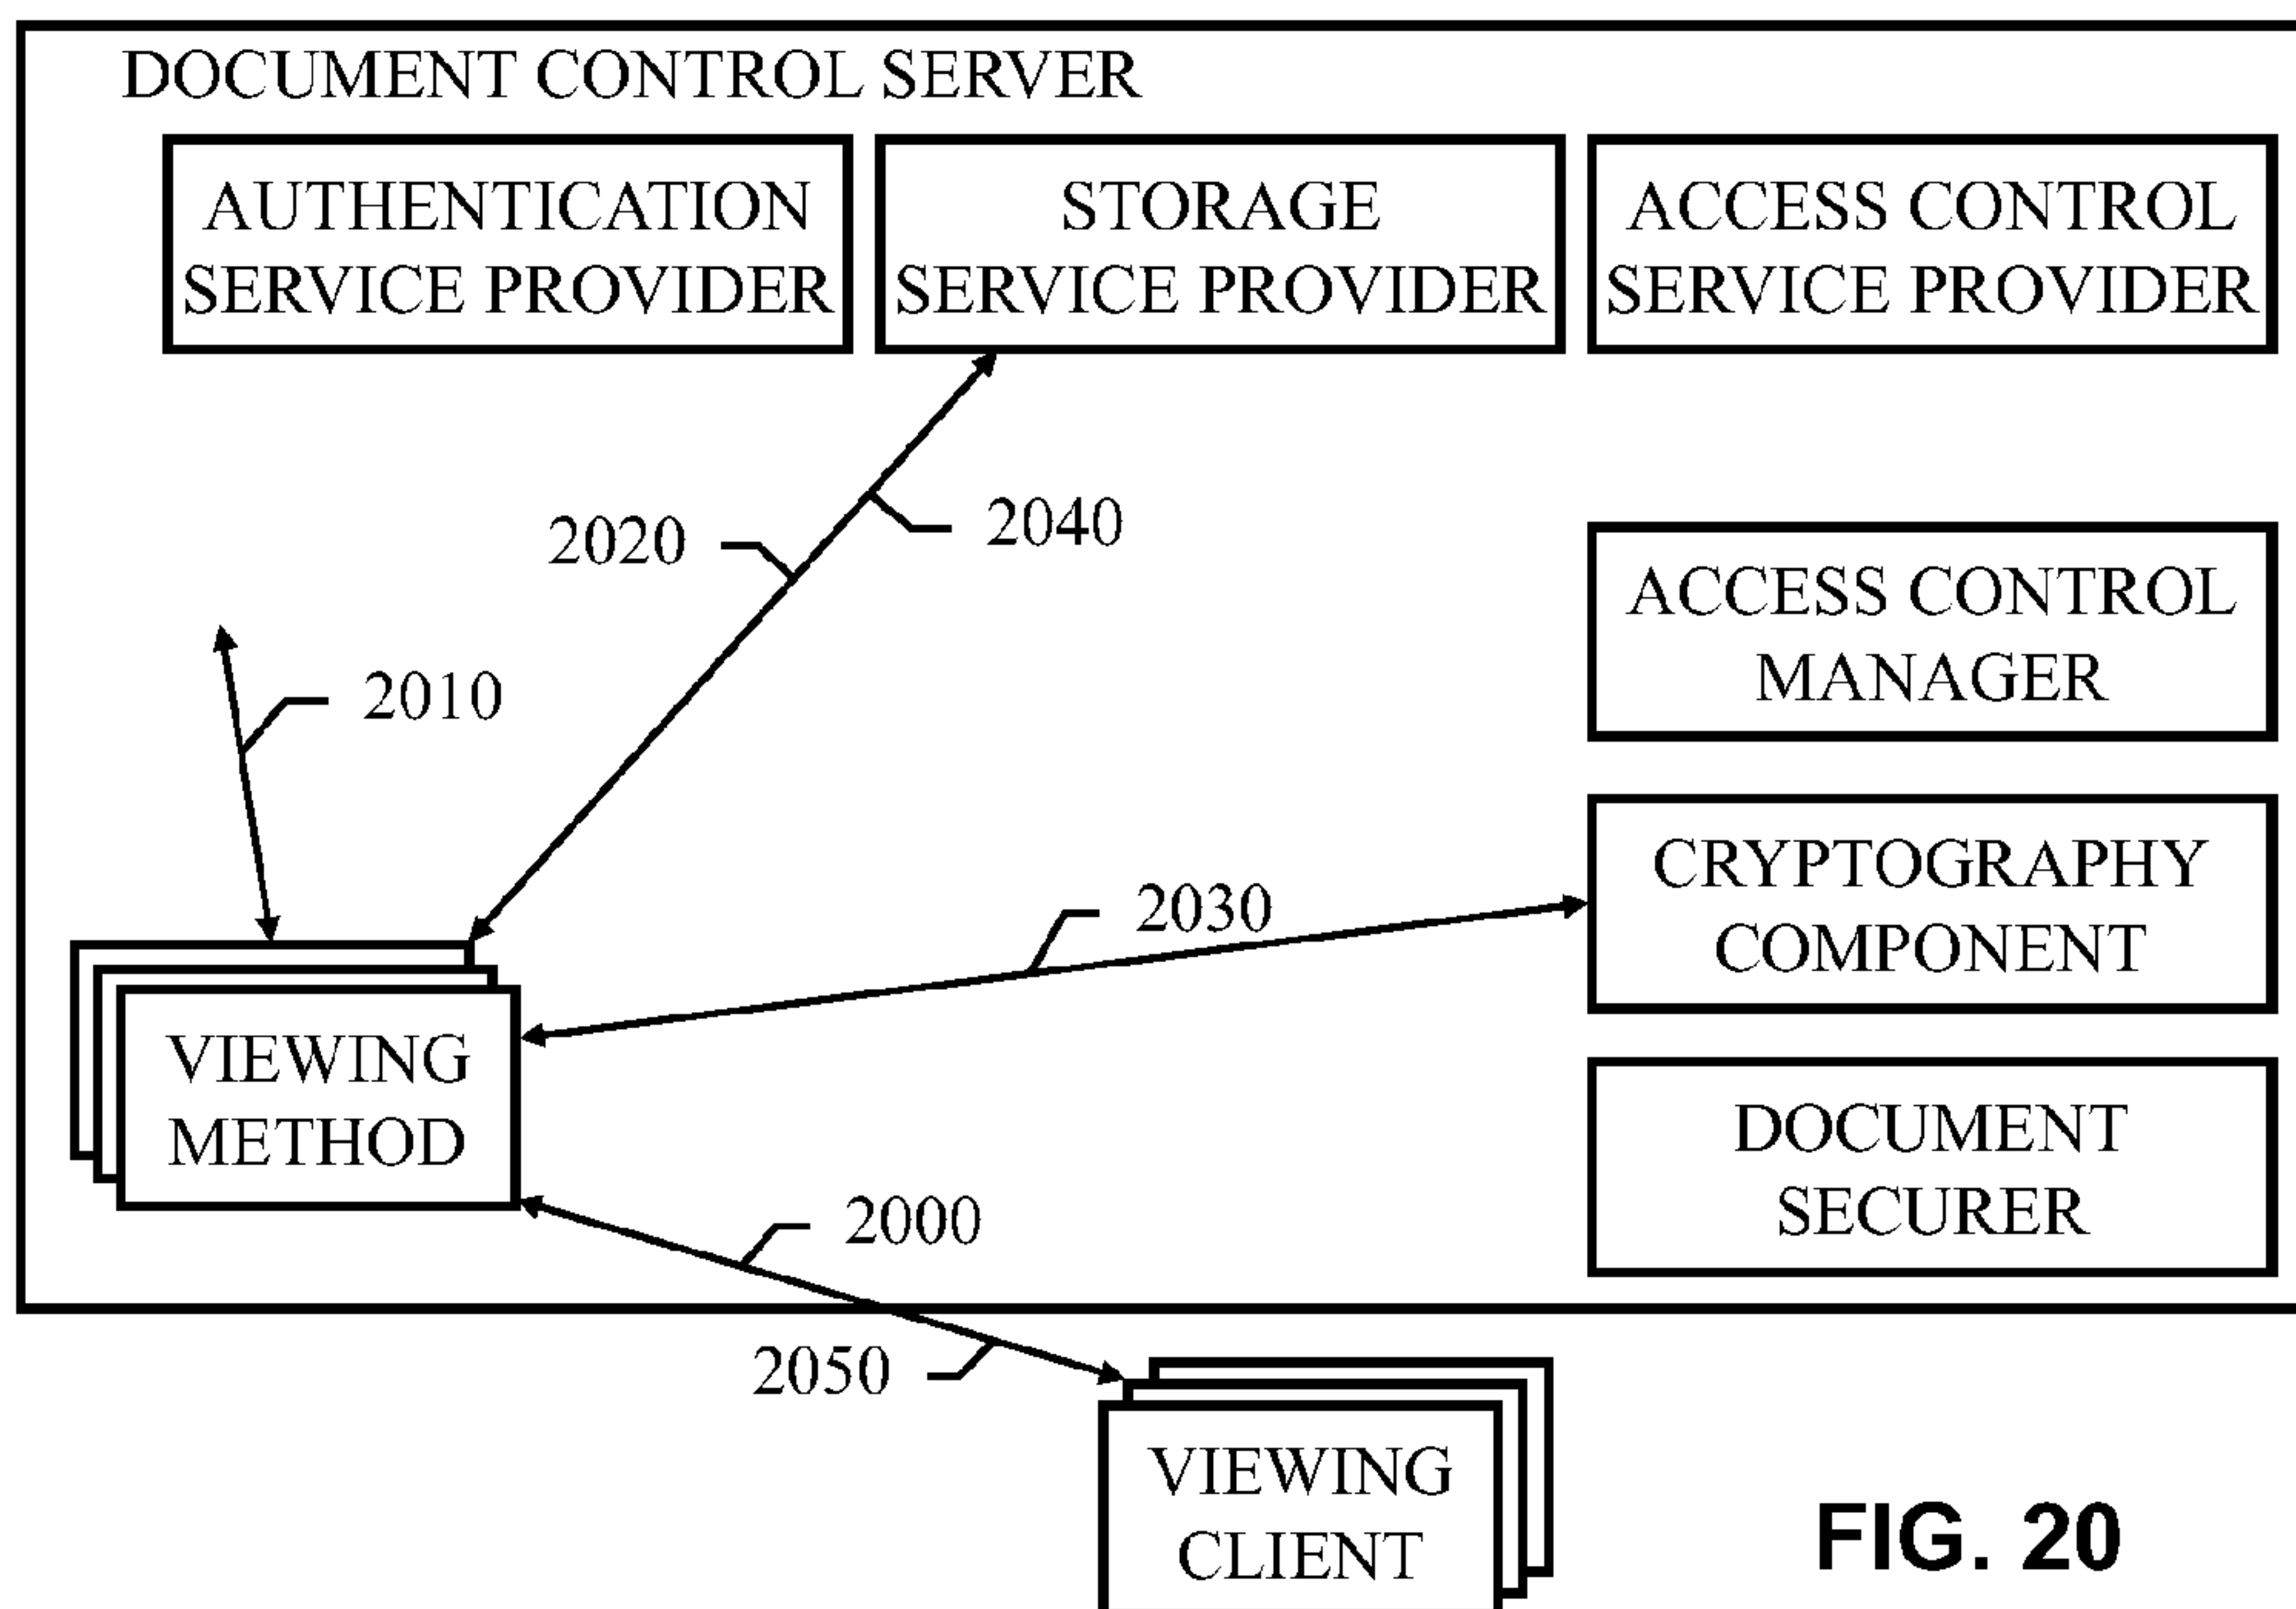 DOCUMENT CONTROL SERVER
AUTHENTICATION
SERVICE PROVIDER
STORAGE
SERVICE PROVIDER
ACCESS CONTROL
SERVICE PROVIDER
2020
2040
ACCESS CONTROL
MANAGER
2010
CRYPTOGRAPHY
COMPONENT
2030
VIEWING
METHOD
DOCUMENT
SECURER
2000
2050
VIEWING
CLIENT
FIG. 20